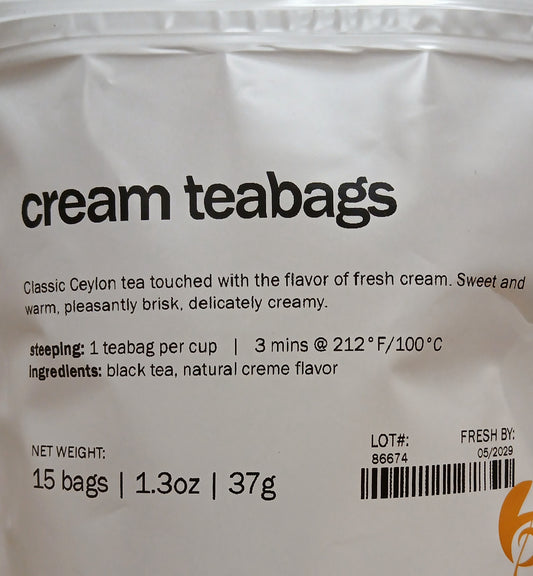 cream teabags
Classic Ceylon tea touched with the flavor of fresh cream. Sweet and
warm, pleasantly brisk, delicately creamy.
steeping: 1 teabag per cup | 3 mins @ 212°F/100°C
Ingredients: black tea, natural creme flavor
NET WEIGHT:
15 bags | 1.3oz | 37g
LOT#:
86674
FRESH BY:
05/2029